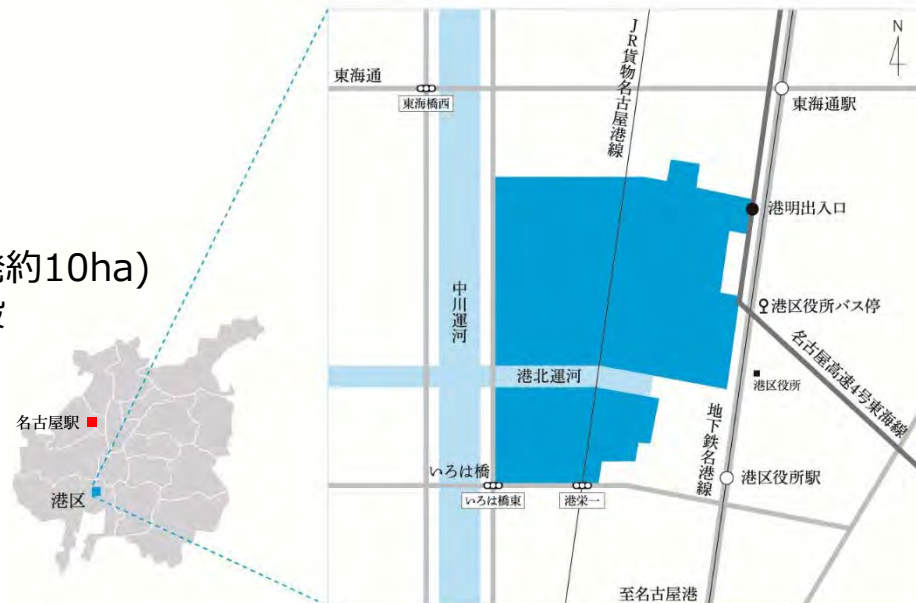 約10ha)
名古屋駅
港区
N
東海通
東海橋西
JR貨物名古屋港線
東海通駅
港明出入口
中川運河
港区役所バス停
港北運河
港区役所
名古屋高速4号東海線
地下鉄名港線
いろは橋
いろは橋東
港栄一
港区役所駅
至名古屋港